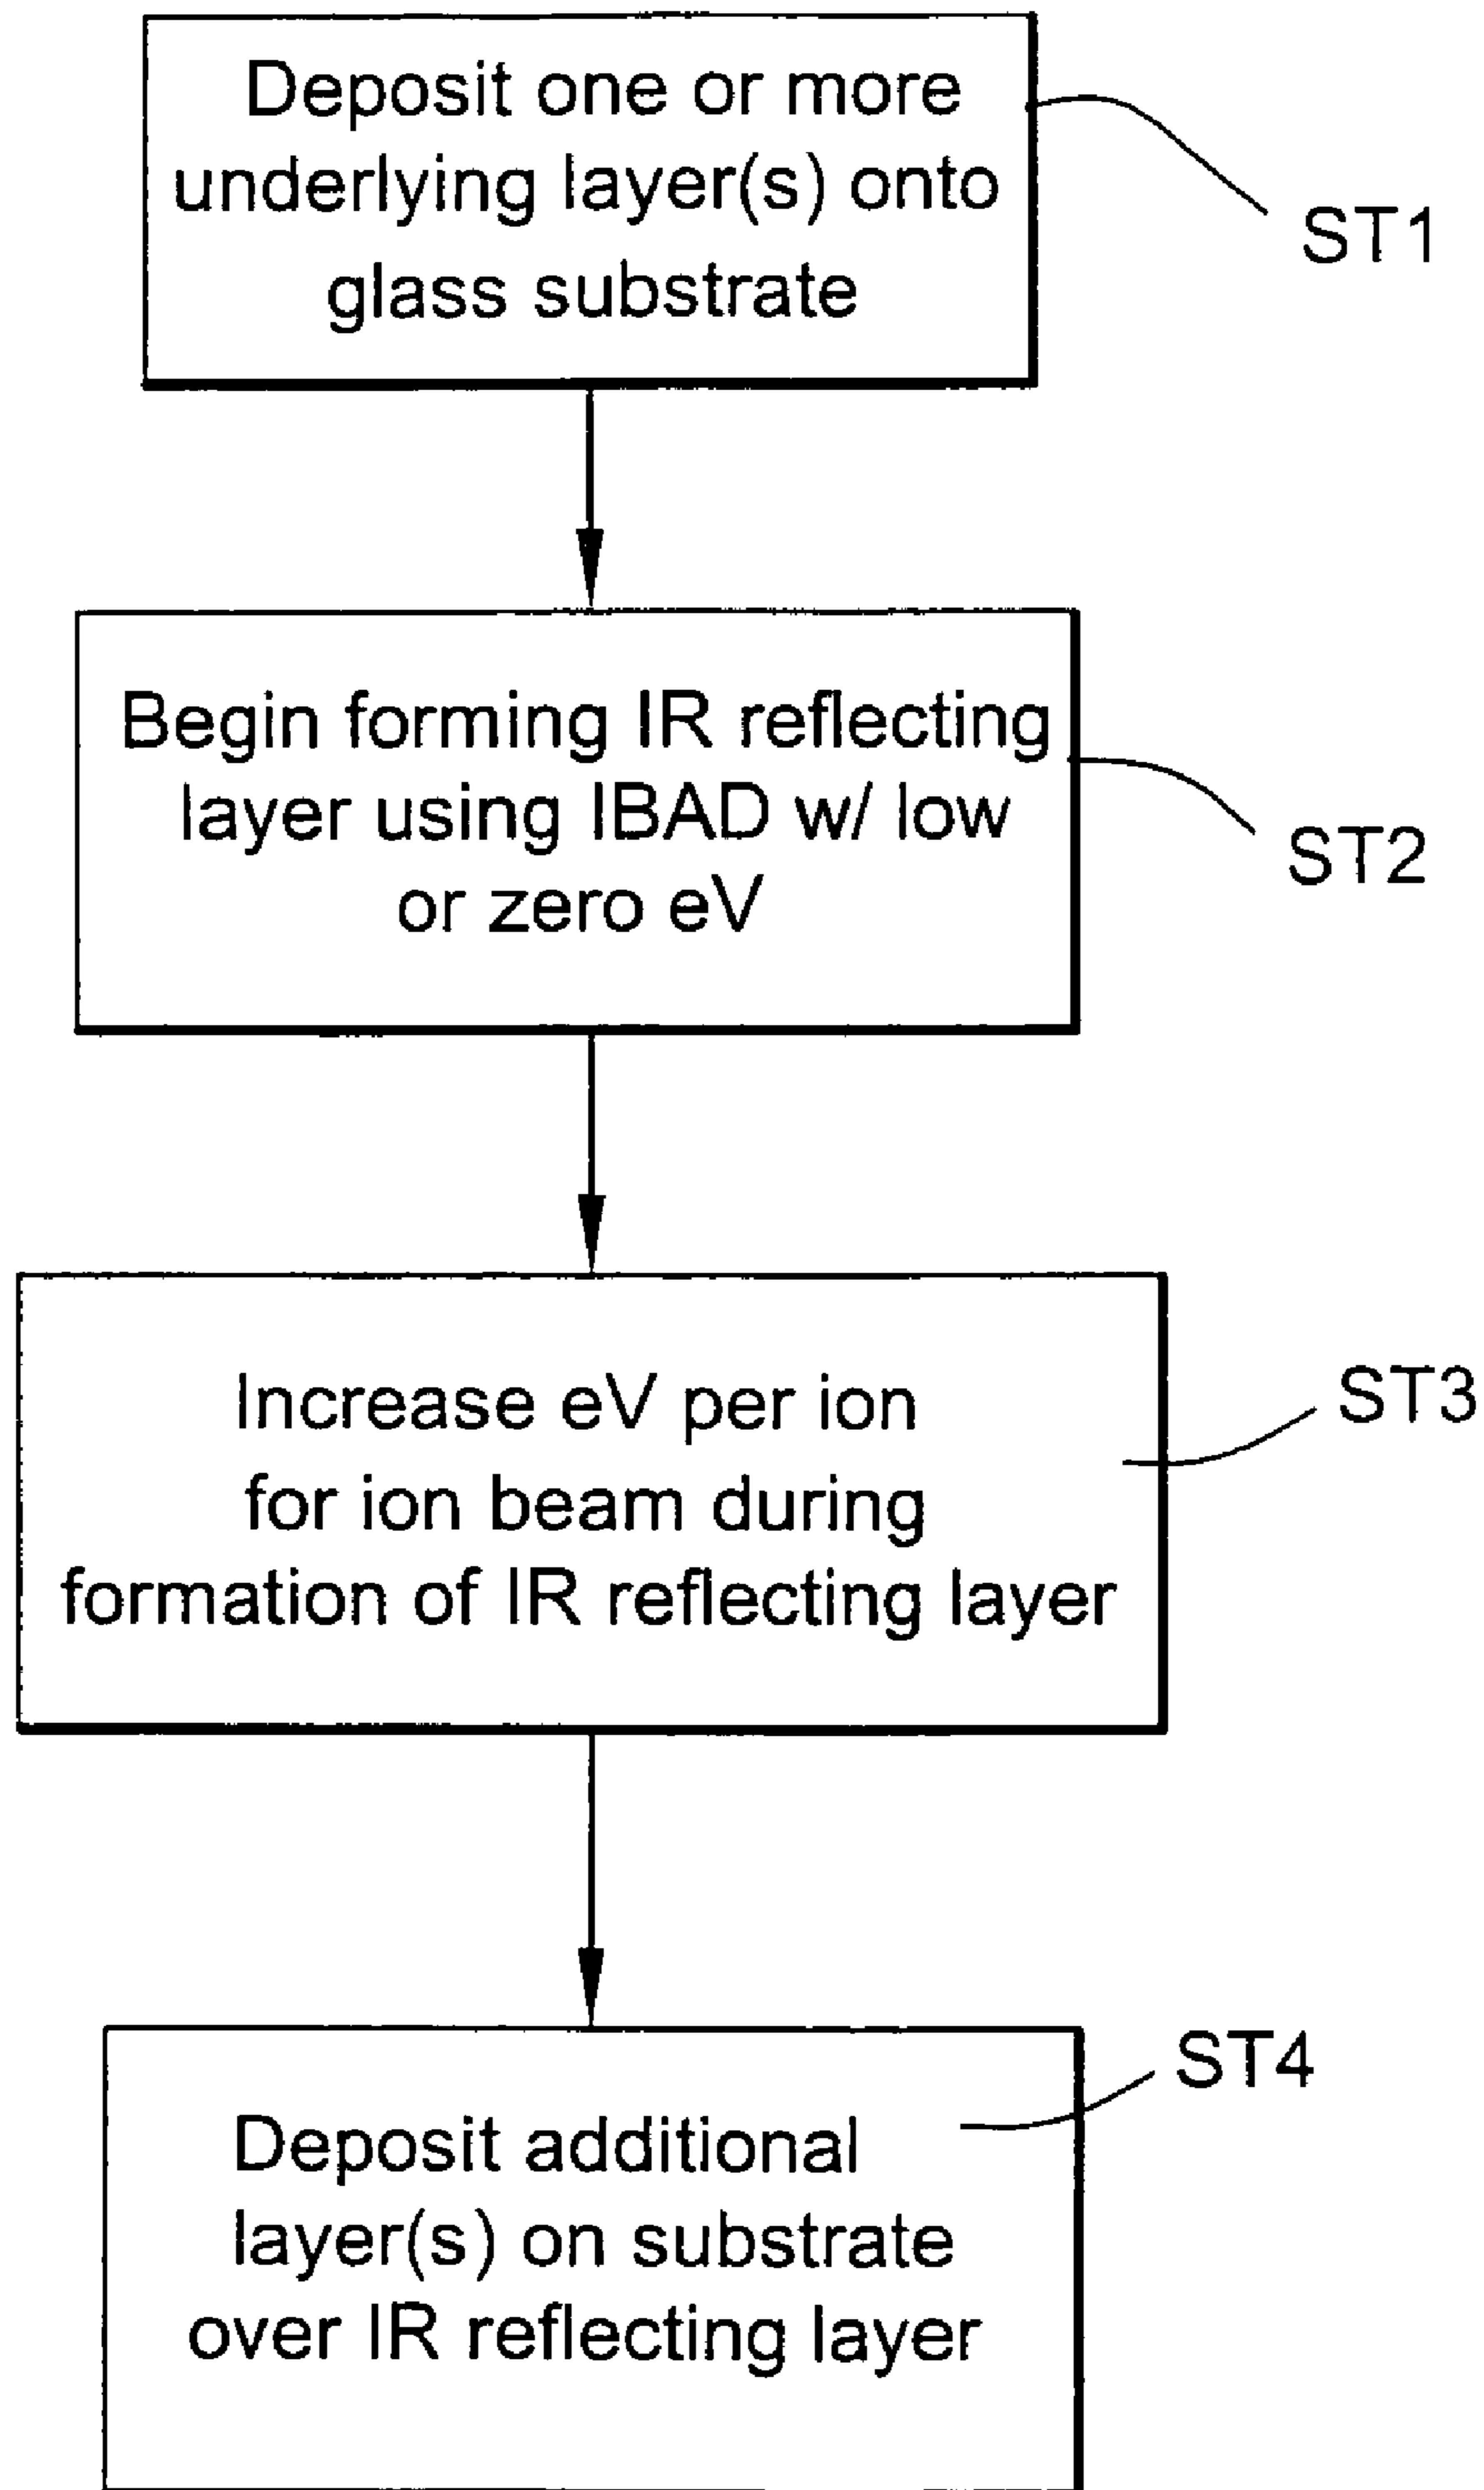 Deposit one or more
underlying layer(s) onto
glass substrate
ST1
Begin forming IR reflecting
layer using IBAD w/ low
or zero eV
ST2
Increase eV per ion
for ion beam during
formation of IR reflecting layer
ST3
Deposit additional
layer(s) on substrate
over IR reflecting layer
ST4